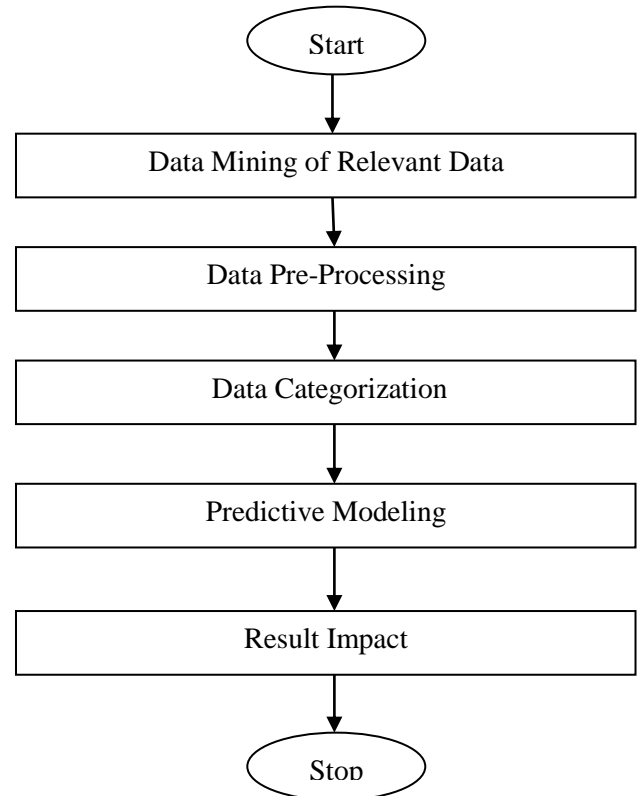 Start
Data Mining of Relevant Data
Data Pre-Processing
Data Categorization
Predictive Modeling
Result Impact
Stop